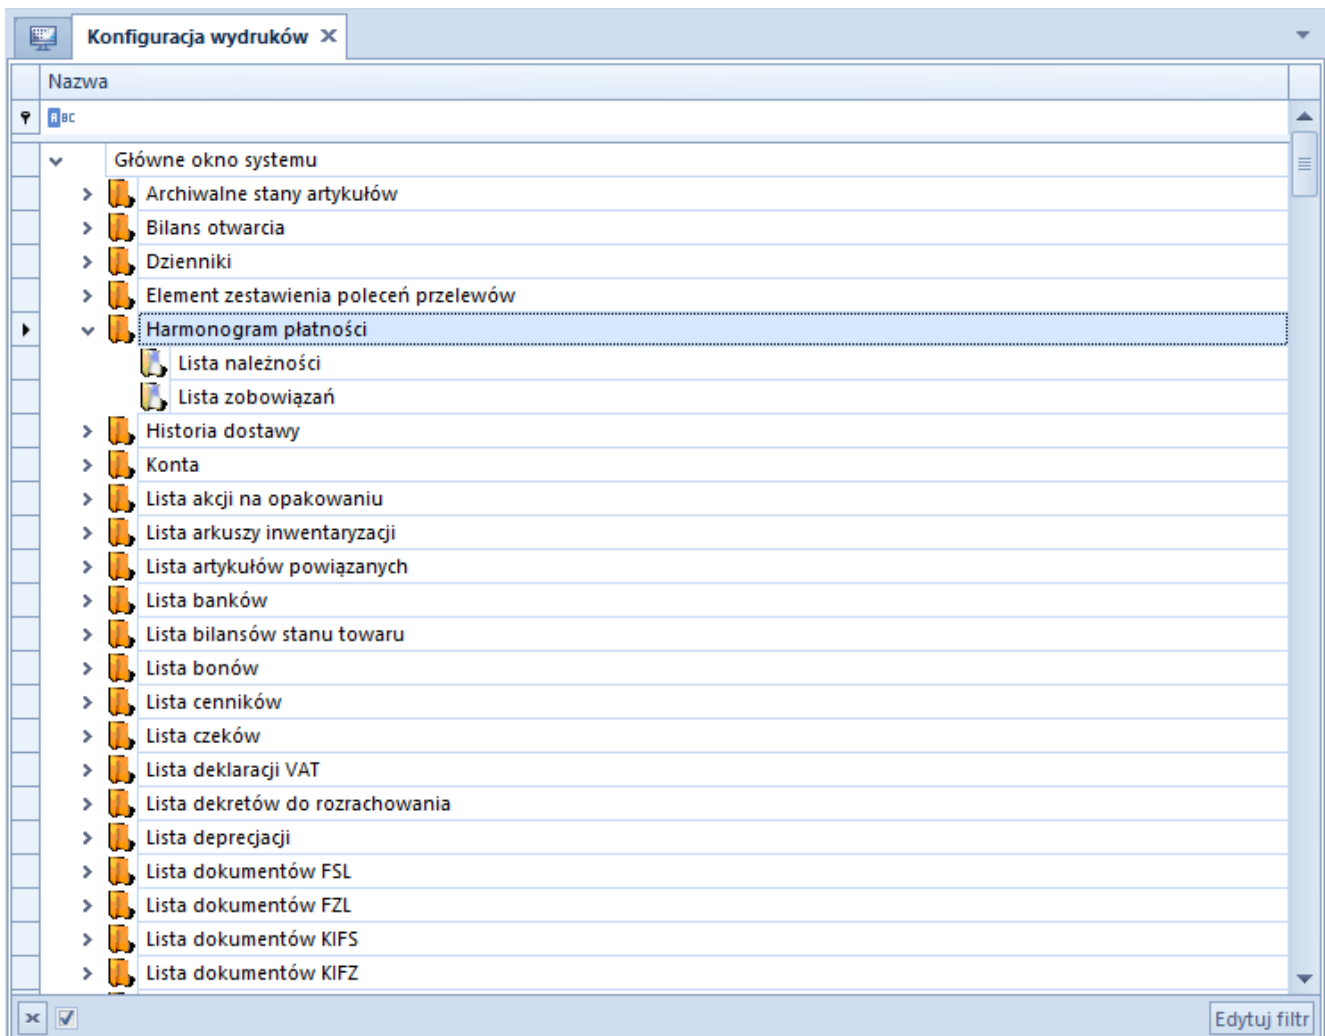 Konfiguracja wydruków
Nazwa
ABC
Główne okno systemu
Archiwalne stany artykułów
Bilans otwarcia
Dzienniki
Element zestawienia poleceń przelewów
Harmonogram płatności
Lista należności
Lista zobowiązań
Historia dostawy
Konta
Lista akcji na opakowaniu
Lista arkuszy inwentaryzacji
Lista artykułów powiązanych
Lista banków
Lista bilansów stanu towaru
Lista bonów
Lista cenników
Lista czeków
Lista deklaracji VAT
Lista dekretów do rozrachowania
Lista deprecjacji
Lista dokumentów FSL
Lista dokumentów FZL
Lista dokumentów KIFS
Lista dokumentów KIFZ
Edytuj filtr